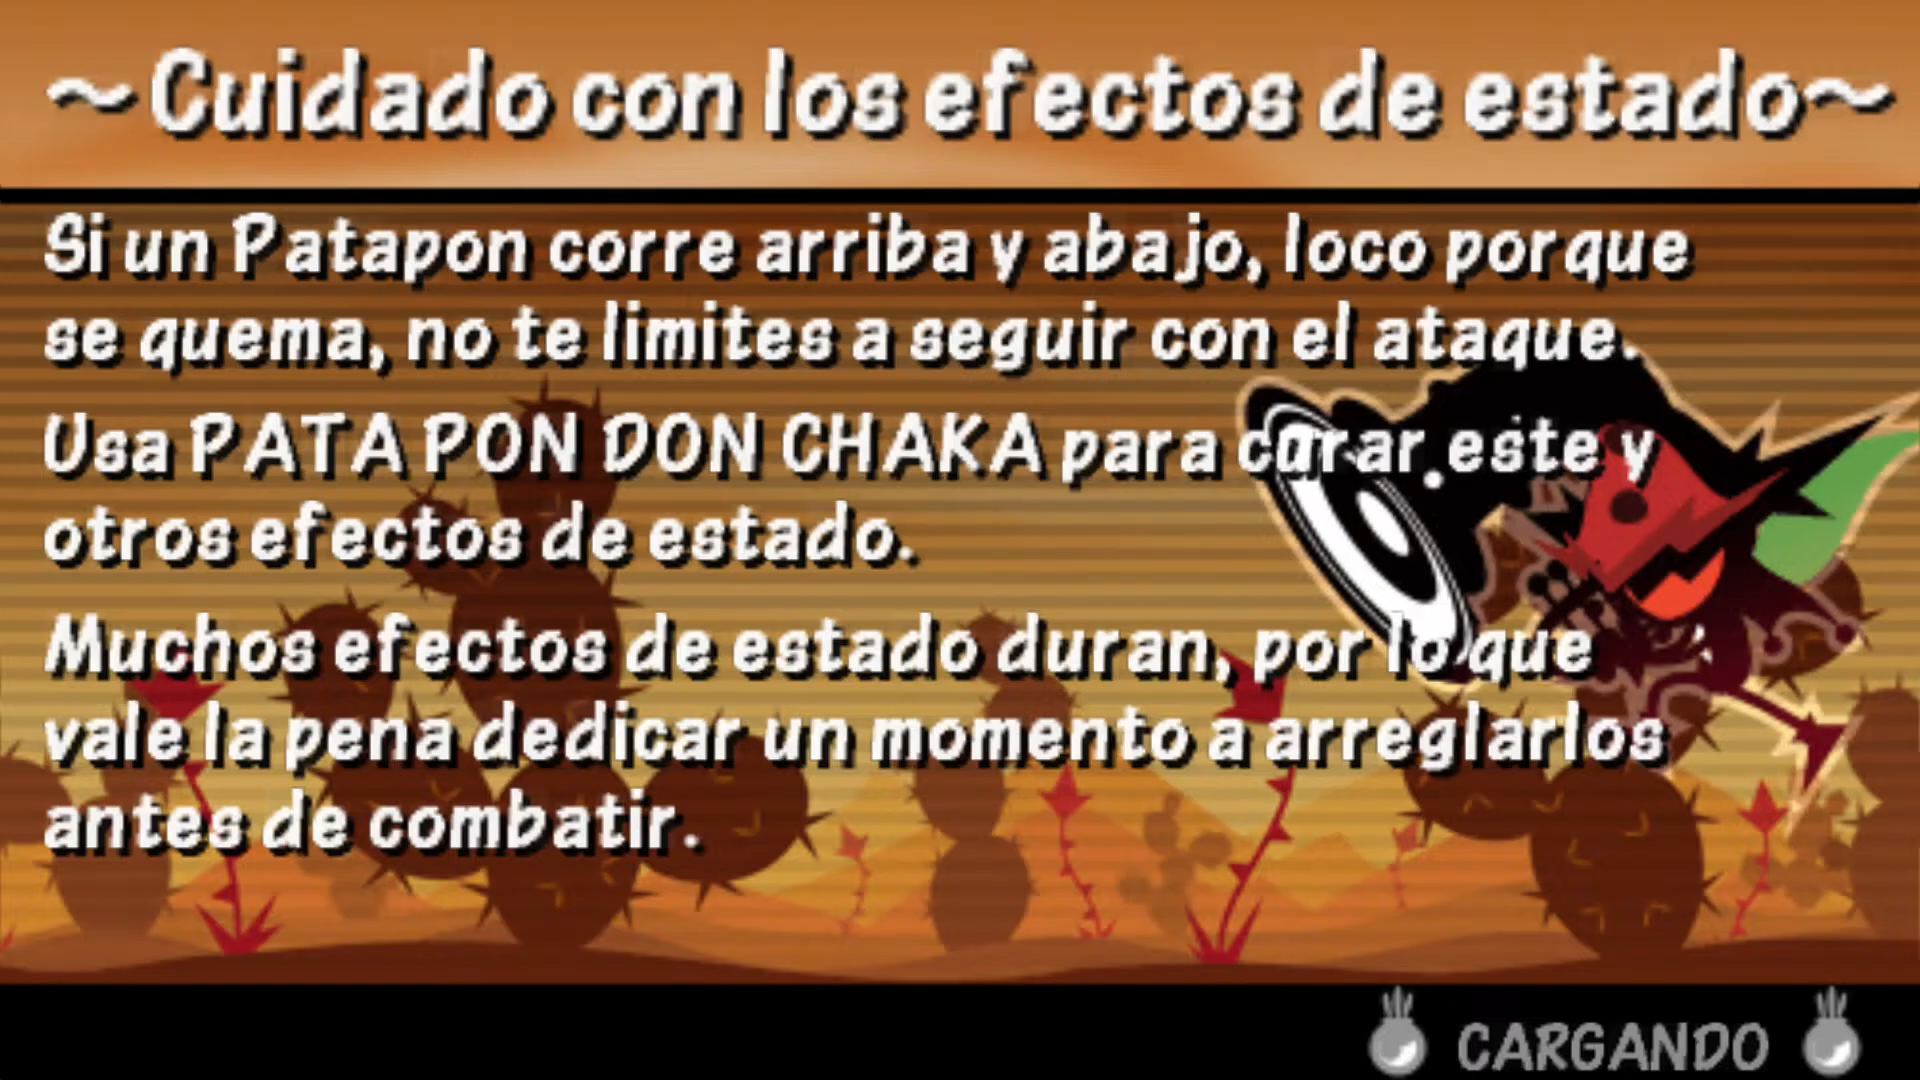 ~Cuidado con los efectos de estado~
Si un Patapon corre arriba y abajo, loco porque
se quema, no te limites a seguir con el ataque.
Usa PATA PON DON CHAKA para curar este y
otros efectos de estado.
Muchos efectos de estado duran, por lo que
vale la pena dedicar un momento a arreglarlos
antes de combatir.
CARGANDO